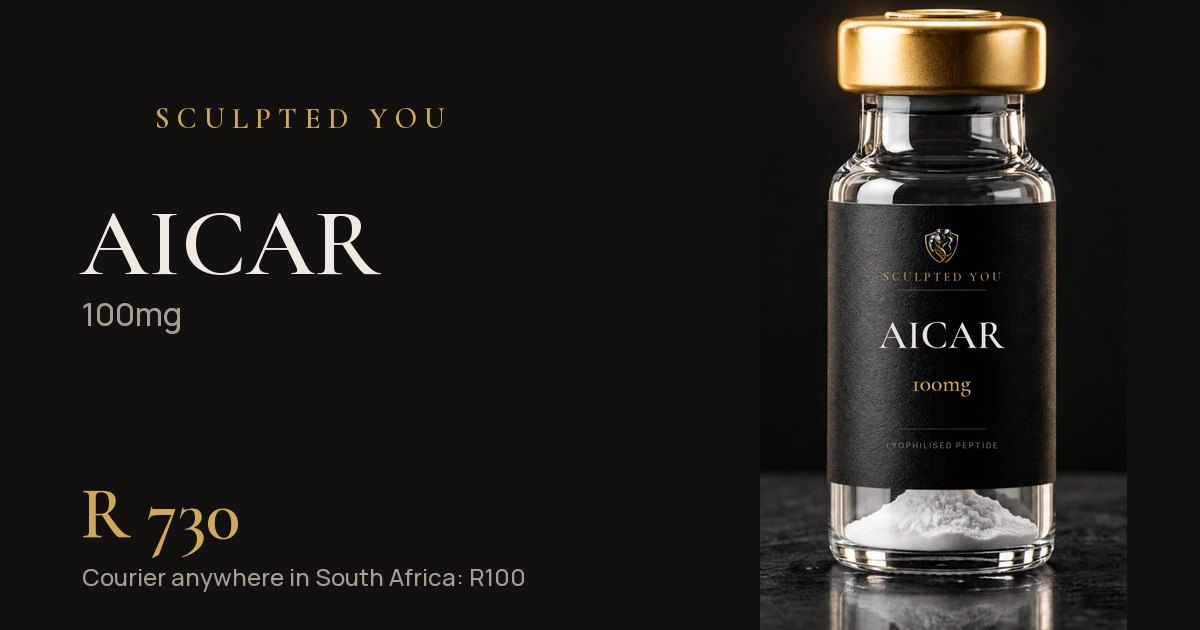 SCULPTED YOU
AICAR
100mg
R 730
Courier anywhere in South Africa: R100
SCULPTED YOU
AICAR
100mg
LYOPHILISED PEPTIDE